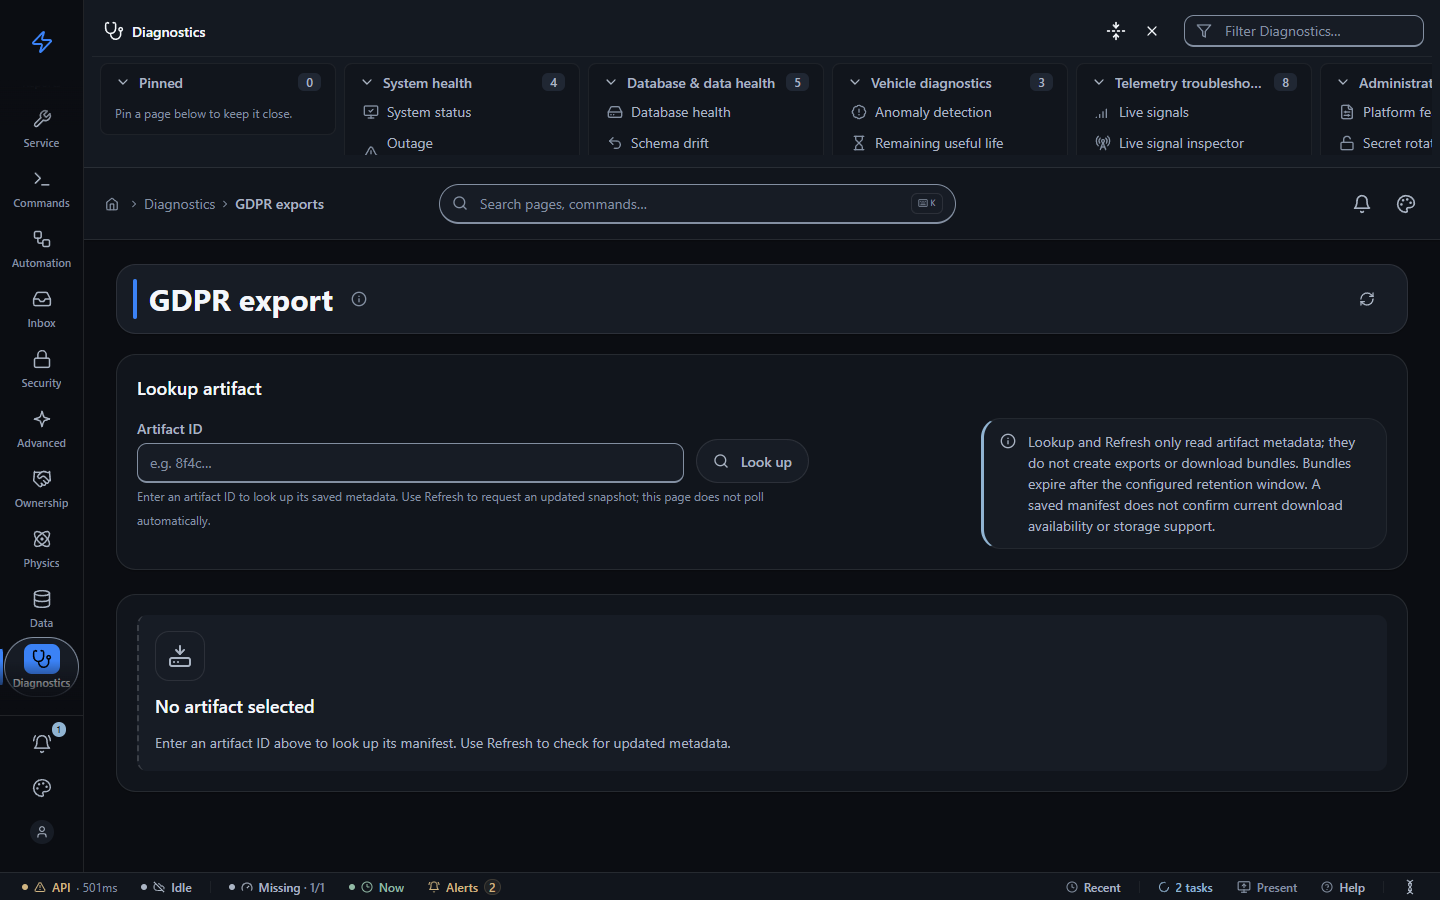 Diagnostics
Filter Diagnostics...
Pinned 0
Pin a page below to keep it close.
System health 4
System status
Outage
Database & data health 5
Database health
Schema drift
Vehicle diagnostics 3
Anomaly detection
Remaining useful life
Telemetry troublesho... 8
Live signals
Live signal inspector
Administrat
Platform fe
Secret rotat
Service
Commands
Automation
Inbox
Security
Advanced
Ownership
Physics
Data
Diagnostics
1
Diagnostics
GDPR exports
Search pages, commands...
K
GDPR export
Lookup artifact
Artifact ID
e.g. 8f4c...
Look up
Enter an artifact ID to look up its saved metadata. Use Refresh to request an updated snapshot; this page does not poll
automatically.
Lookup and Refresh only read artifact metadata; they
do not create exports or download bundles. Bundles
expire after the configured retention window. A
saved manifest does not confirm current download
availability or storage support.
No artifact selected
Enter an artifact ID above to look up its manifest. Use Refresh to check for updated metadata.
API · 501ms
Idle
Missing · 1/1
Now
Alerts 2
Recent
2 tasks
Present
Help